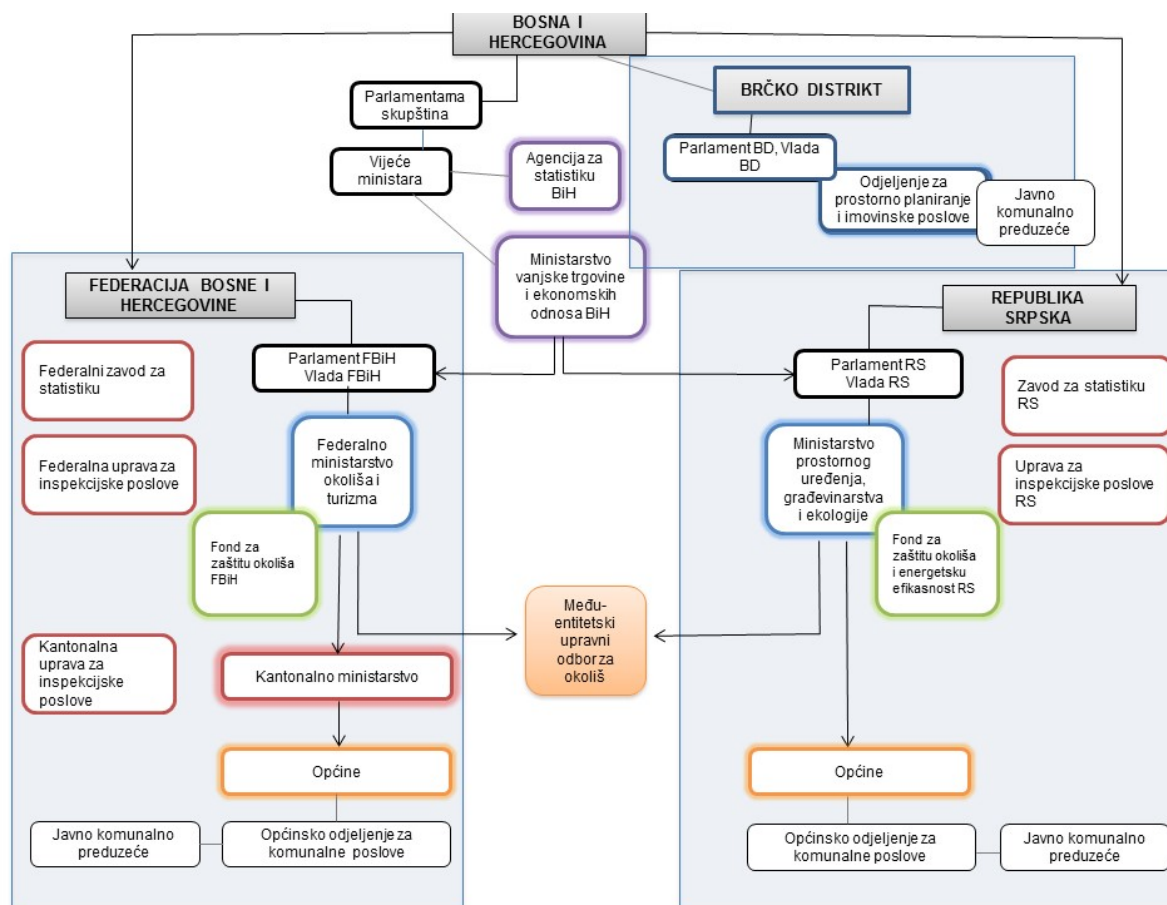 BOSNA I
HERCEGOVINA
Parlamentarna
skupština
BRČKO DISTRIKT
Vijeće
ministara
Agencija za
statistiku
BiH
Parlament BD, Vlada
BD
Odjeljenje za
prostorno planiranje
i imovinske poslove
Javno
komunalno
preduzeće
Ministarstvo
vanjske trgovine
i ekonomskih
odnosa BiH
FEDERACIJA BOSNE I
HERCEGOVINE
REPUBLIKA
SRPSKA
Federalni zavod za
statistiku
Parlament FBiH
Vlada FBiH
Parlament RS
Vlada RS
Zavod za statistiku
RS
Federalna uprava za
inspekcijske poslove
Federalno
ministarstvo
okoliša i
turizma
Ministarstvo
prostornog
uređenja,
građevinarstva
i ekologije
Uprava za
inspekcijske poslove
RS
Fond za
zaštitu okoliša
FBiH
Fond za
zaštitu okoliša
i energetsku
efikasnost RS
Među-
entitetski
upravni
odbor za
okoliš
Kantonalna
uprava za
inspekcijske
poslove
Kantonalno ministarstvo
Općine
Općine
Javno komunalno
preduzeće
Općinsko odjeljenje za
komunalne poslove
Općinsko odjeljenje za
komunalne poslove
Javno komunalno
preduzeće